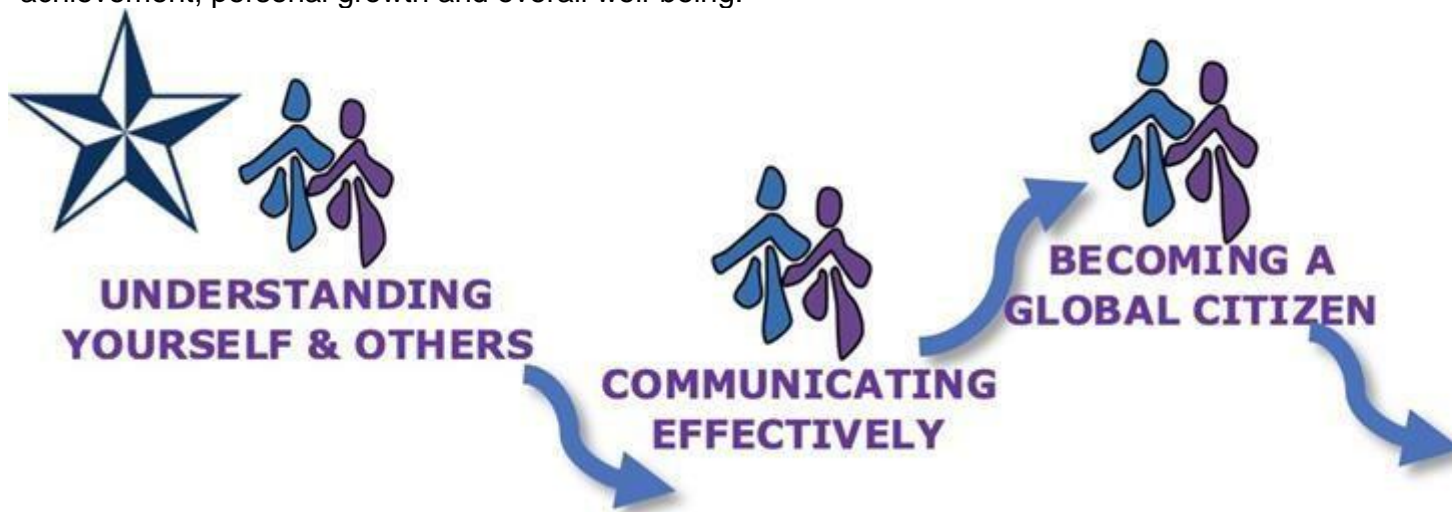 achievement, personal growth and overall well-being.
UNDERSTANDING
YOURSELF & OTHERS
COMMUNICATING
EFFECTIVELY
BECOMING A
GLOBAL CITIZEN